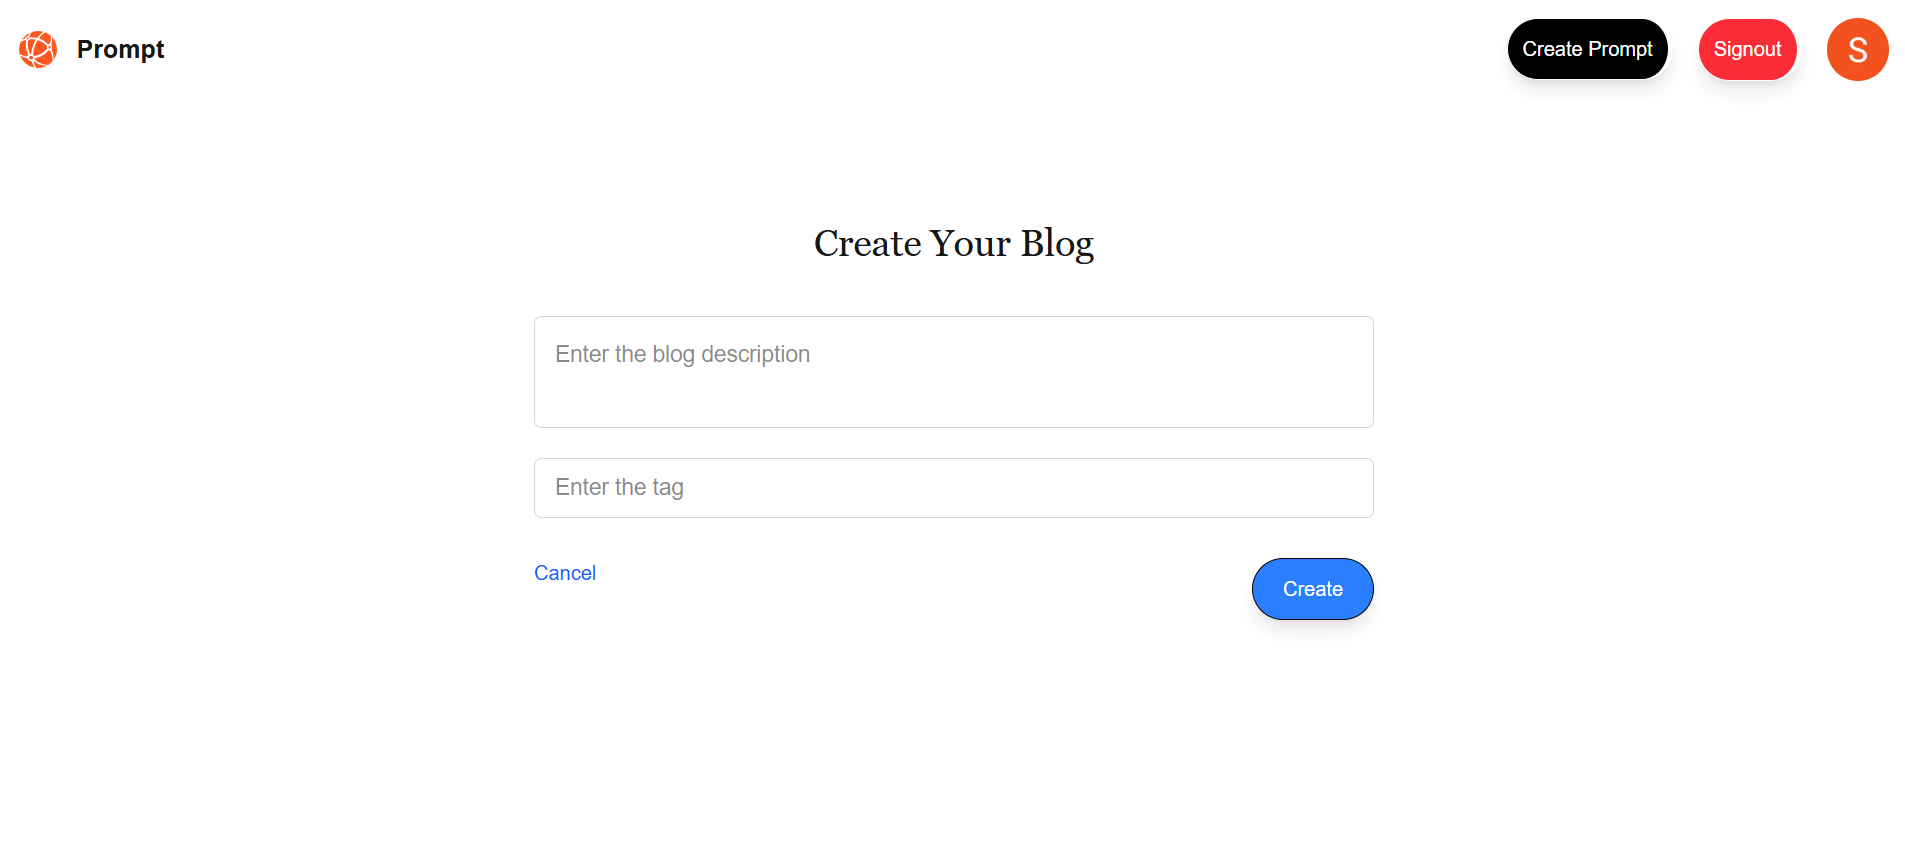 Prompt
Create Prompt
Signout
S
Create Your Blog
Enter the blog description
Enter the tag
Cancel
Create